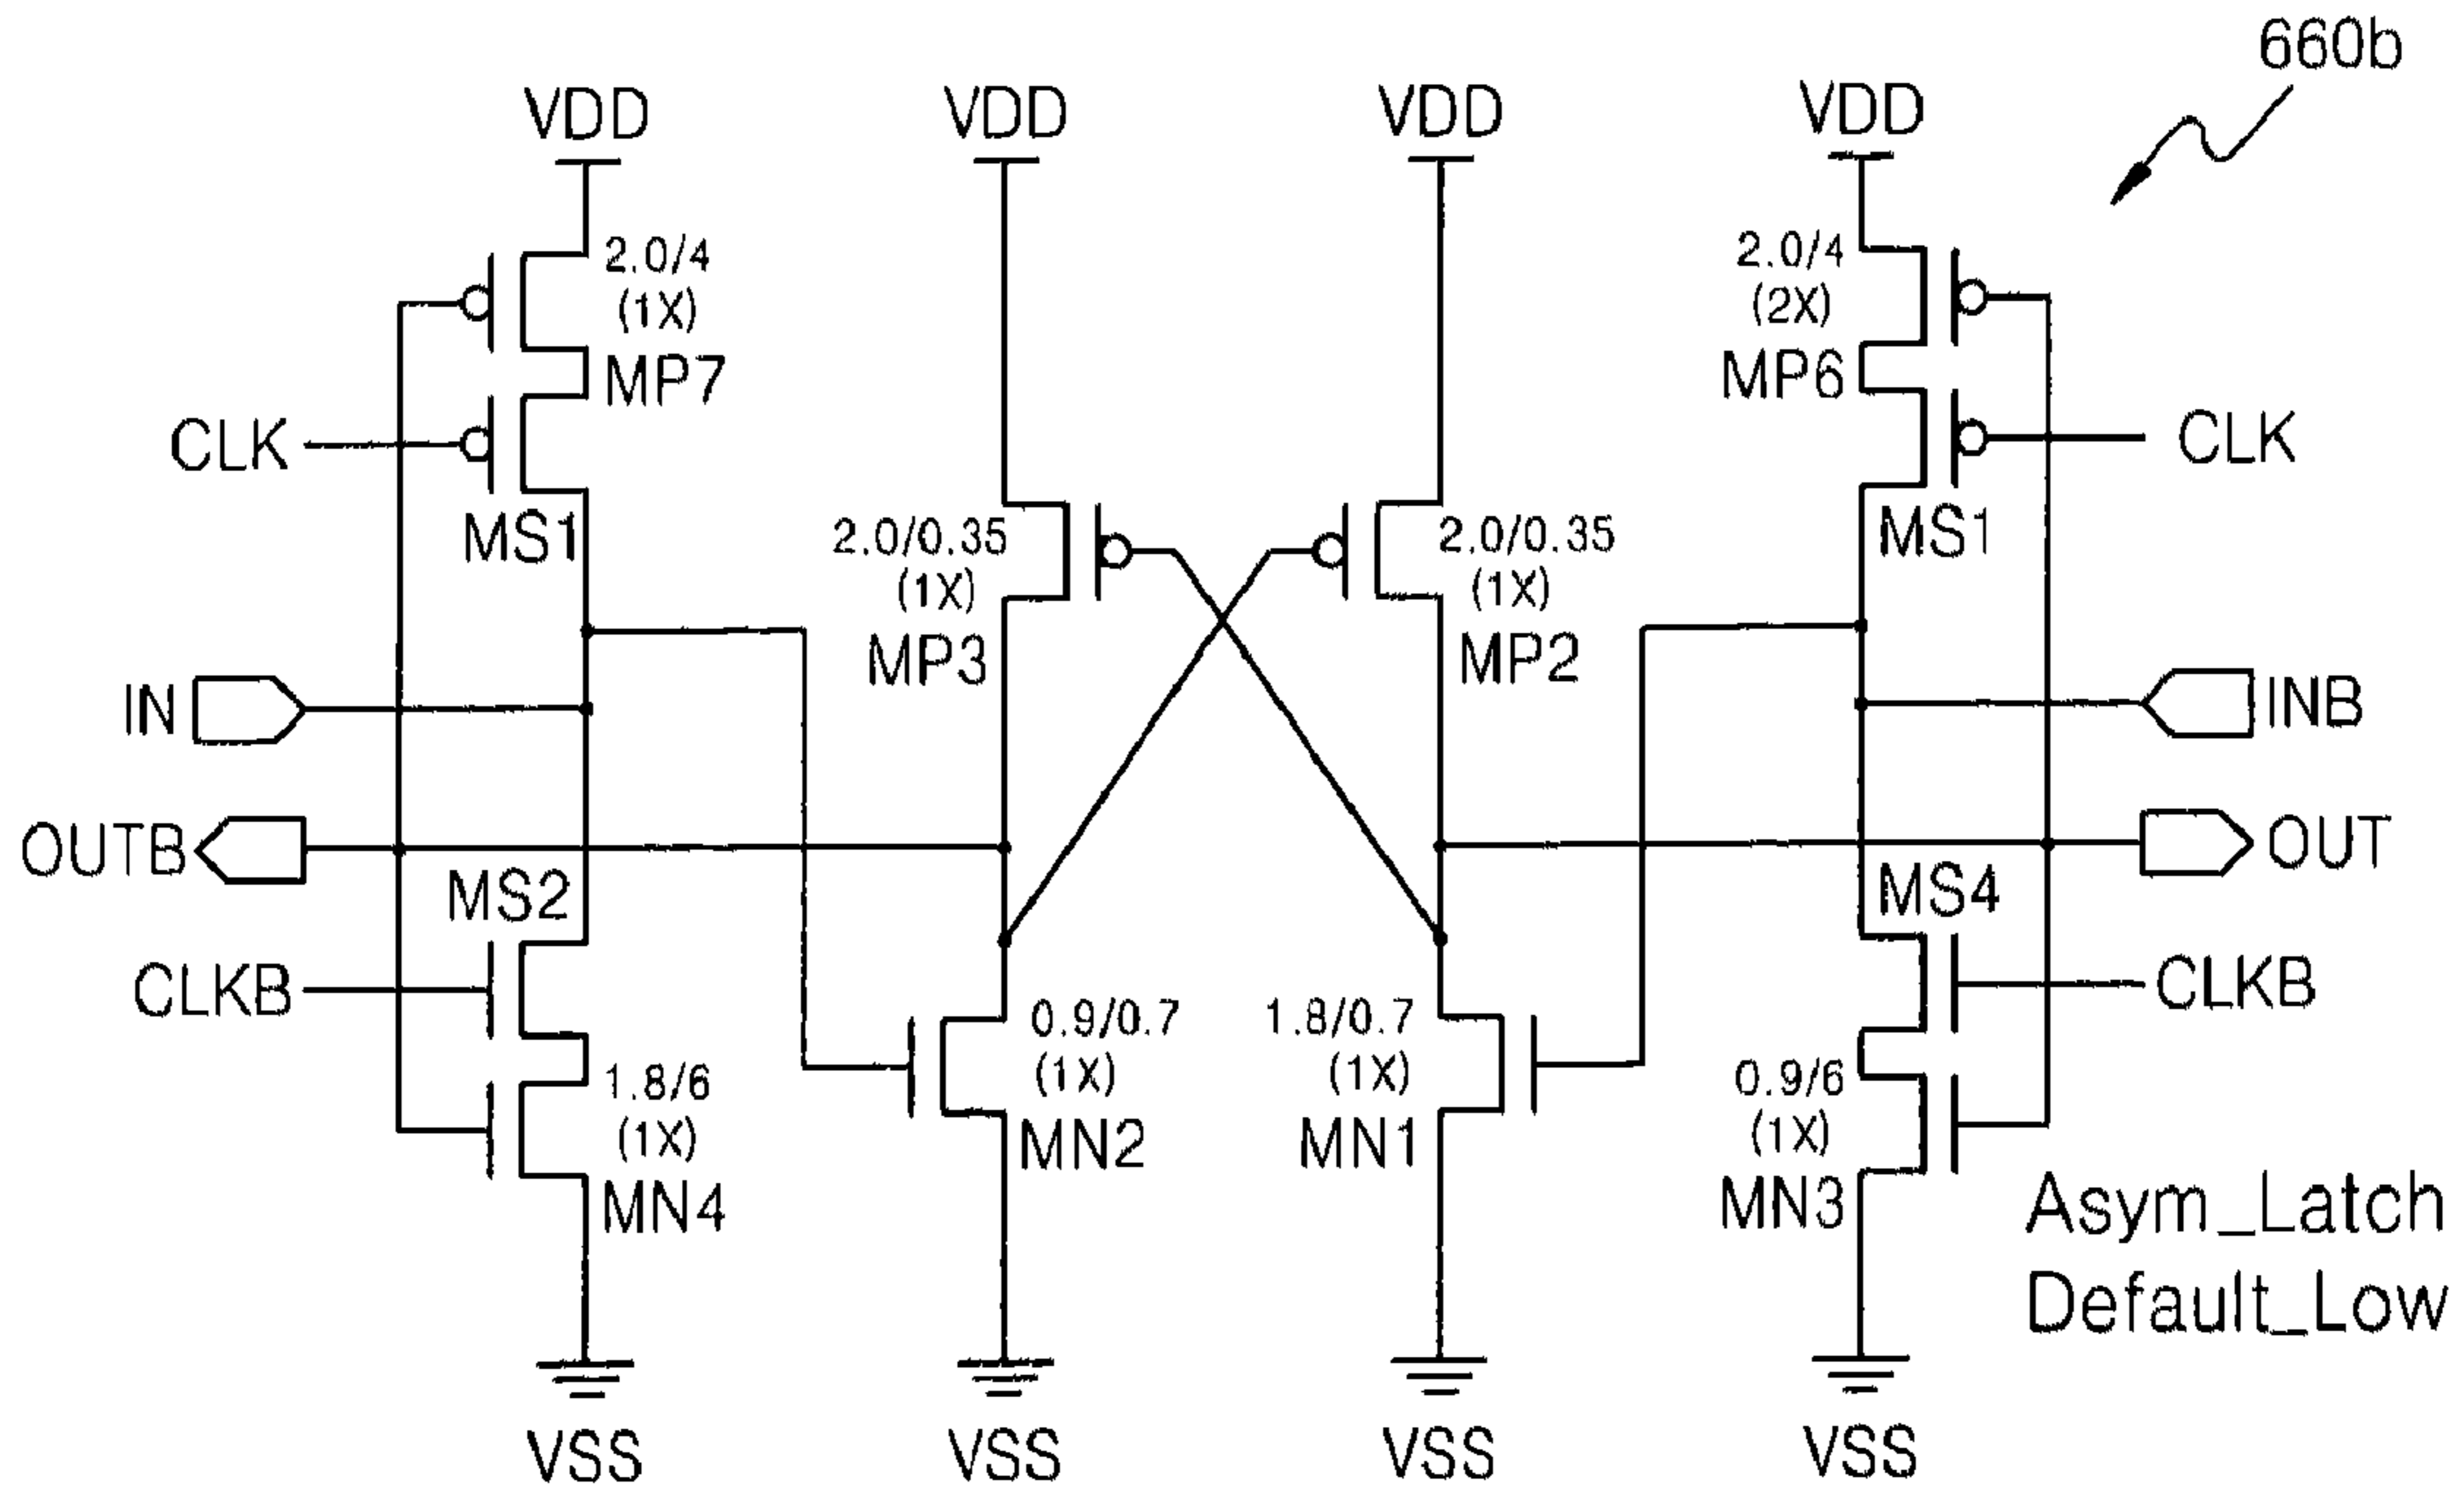 660b
VDD
VDD
VDD
VDD
2.0/4
(1X)
MP7
2.0/4
(2X)
MP6
CLK
CLK
MS1
MS1
2.0/0.35
(1X)
MP3
2.0/0.35
(1X)
MP2
IN
INB
OUTB
OUT
MS2
MS4
CLKB
CLKB
1.8/6
(1X)
MN4
0.9/0.7
(1X)
MN2
1.8/0.7
(1X)
MN1
0.9/6
(1X)
MN3
Asym_Latch
Default_Low
VSS
VSS
VSS
VSS